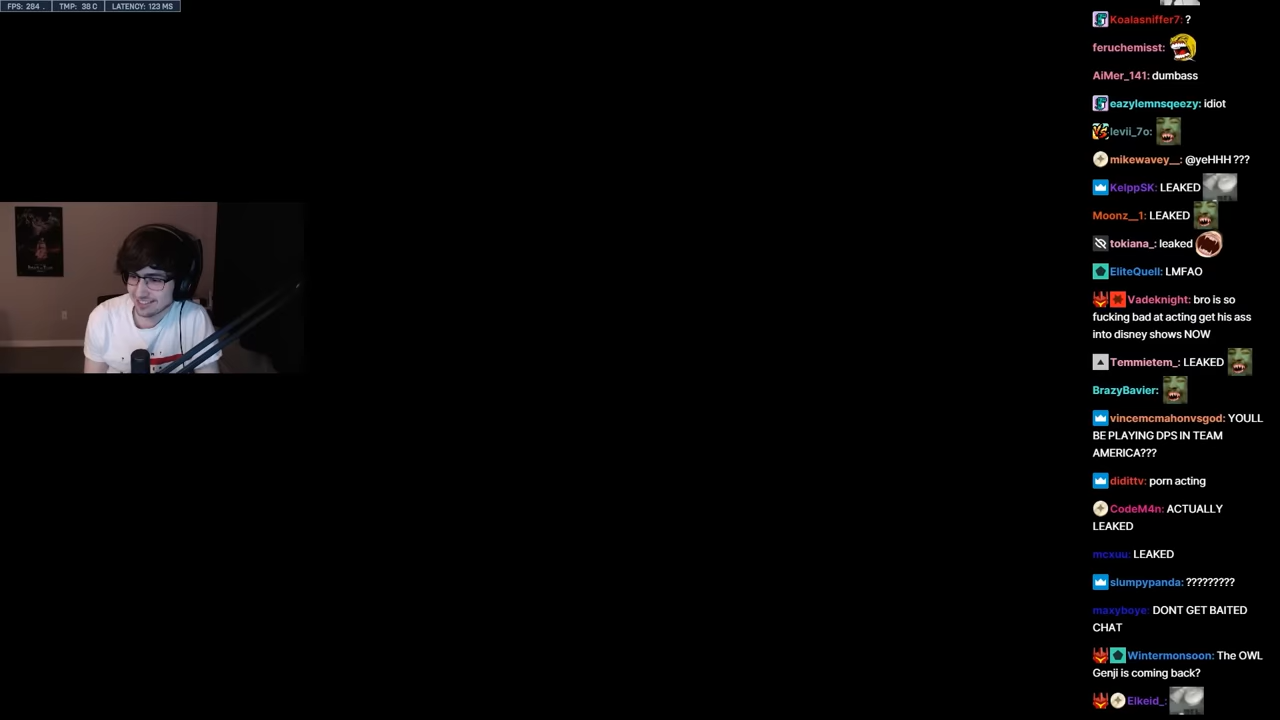 FPS: 284 .
TMP: 38 C
LATENCY: 123 MS
Koalasniffer7: ?
feruchemisst:
AiMer_141: dumbass
eazylemnsqeezy: idiot
levii_7o:
mikewavey__: @yeHHH ???
KelppSK: LEAKED
Moonz__1: LEAKED
tokiana_: leaked
EliteQuell: LMFAO
Vadeknight: bro is so
fucking bad at acting get his ass
into disney shows NOW
Temmietem_: LEAKED
BrazyBavier:
vincemcmahonvsgod: YOULL
BE PLAYING DPS IN TEAM
AMERICA???
didittv: porn acting
CodeM4n: ACTUALLY
LEAKED
mcxuu: LEAKED
slumpypanda: ?????????
maxyboye: DONT GET BAITED
CHAT
Wintermonsoon: The OWL
Genji is coming back?
Elkeid_: